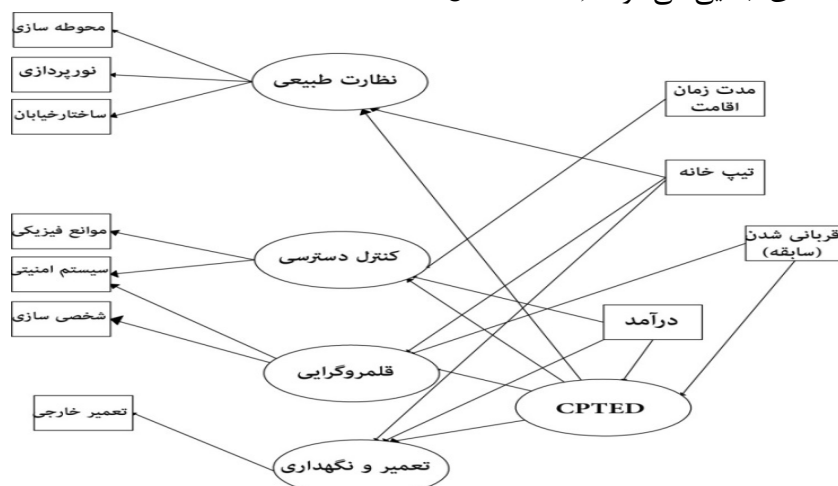 محوطه سازی
نورپردازی
ساختارخیابان
نظارت طبیعی
مدت زمان
اقامت
تیپ خانه
قربانی شدن
(سابقه)
موانع فیزیکی
سیستم امنیتی
شخصی سازی
کنترل دسترسی
درآمد
قلمروگرایی
CPTED
تعمیر خارجی
تعمیر و نگهداری